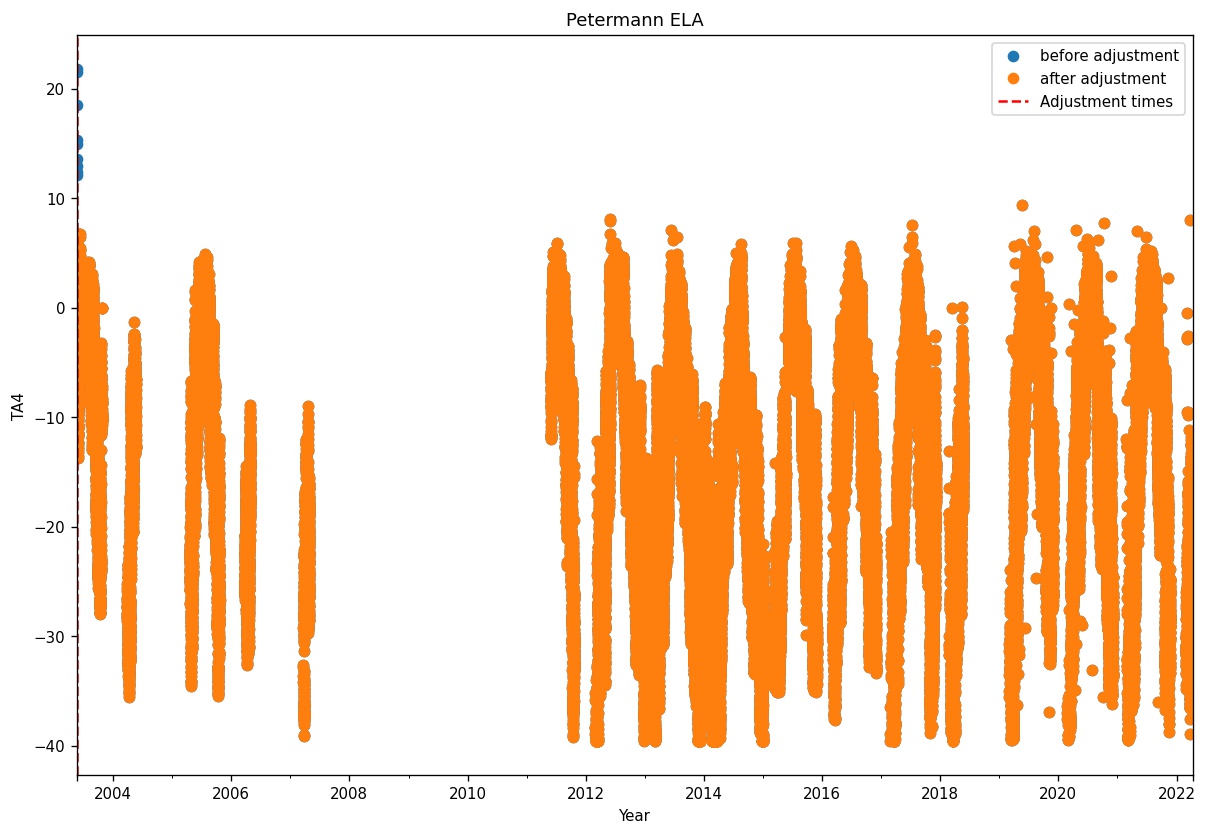 Petermann ELA
before adjustment
after adjustment
Adjustment times
TA4
20
10
0
−10
−20
−30
−40
2004 2006 2008 2010 2012 2014 2016 2018 2020 2022
Year